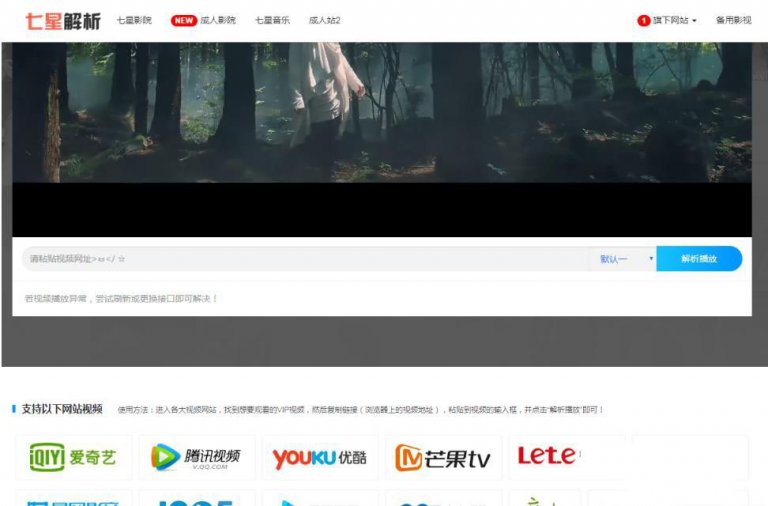 七星解析 七星影院 NEW 成人影院 七星音乐 成人站2 1 旗下网站 备用影视
请粘贴视频网址>▭</ ☆ 默认一 解析播放
若视频播放异常，尝试刷新或更换接口即可解决！
支持以下网站视频 使用方法：进入各大视频网站，找到想要观看的VIP视频，然后复制链接（浏览器上的视频地址），粘贴到视频的输入框，并点击“解析播放”即可！
iQIYI 爱奇艺 腾讯视频 YOUKU 优酷 芒果tv Le
V.QQ.COM